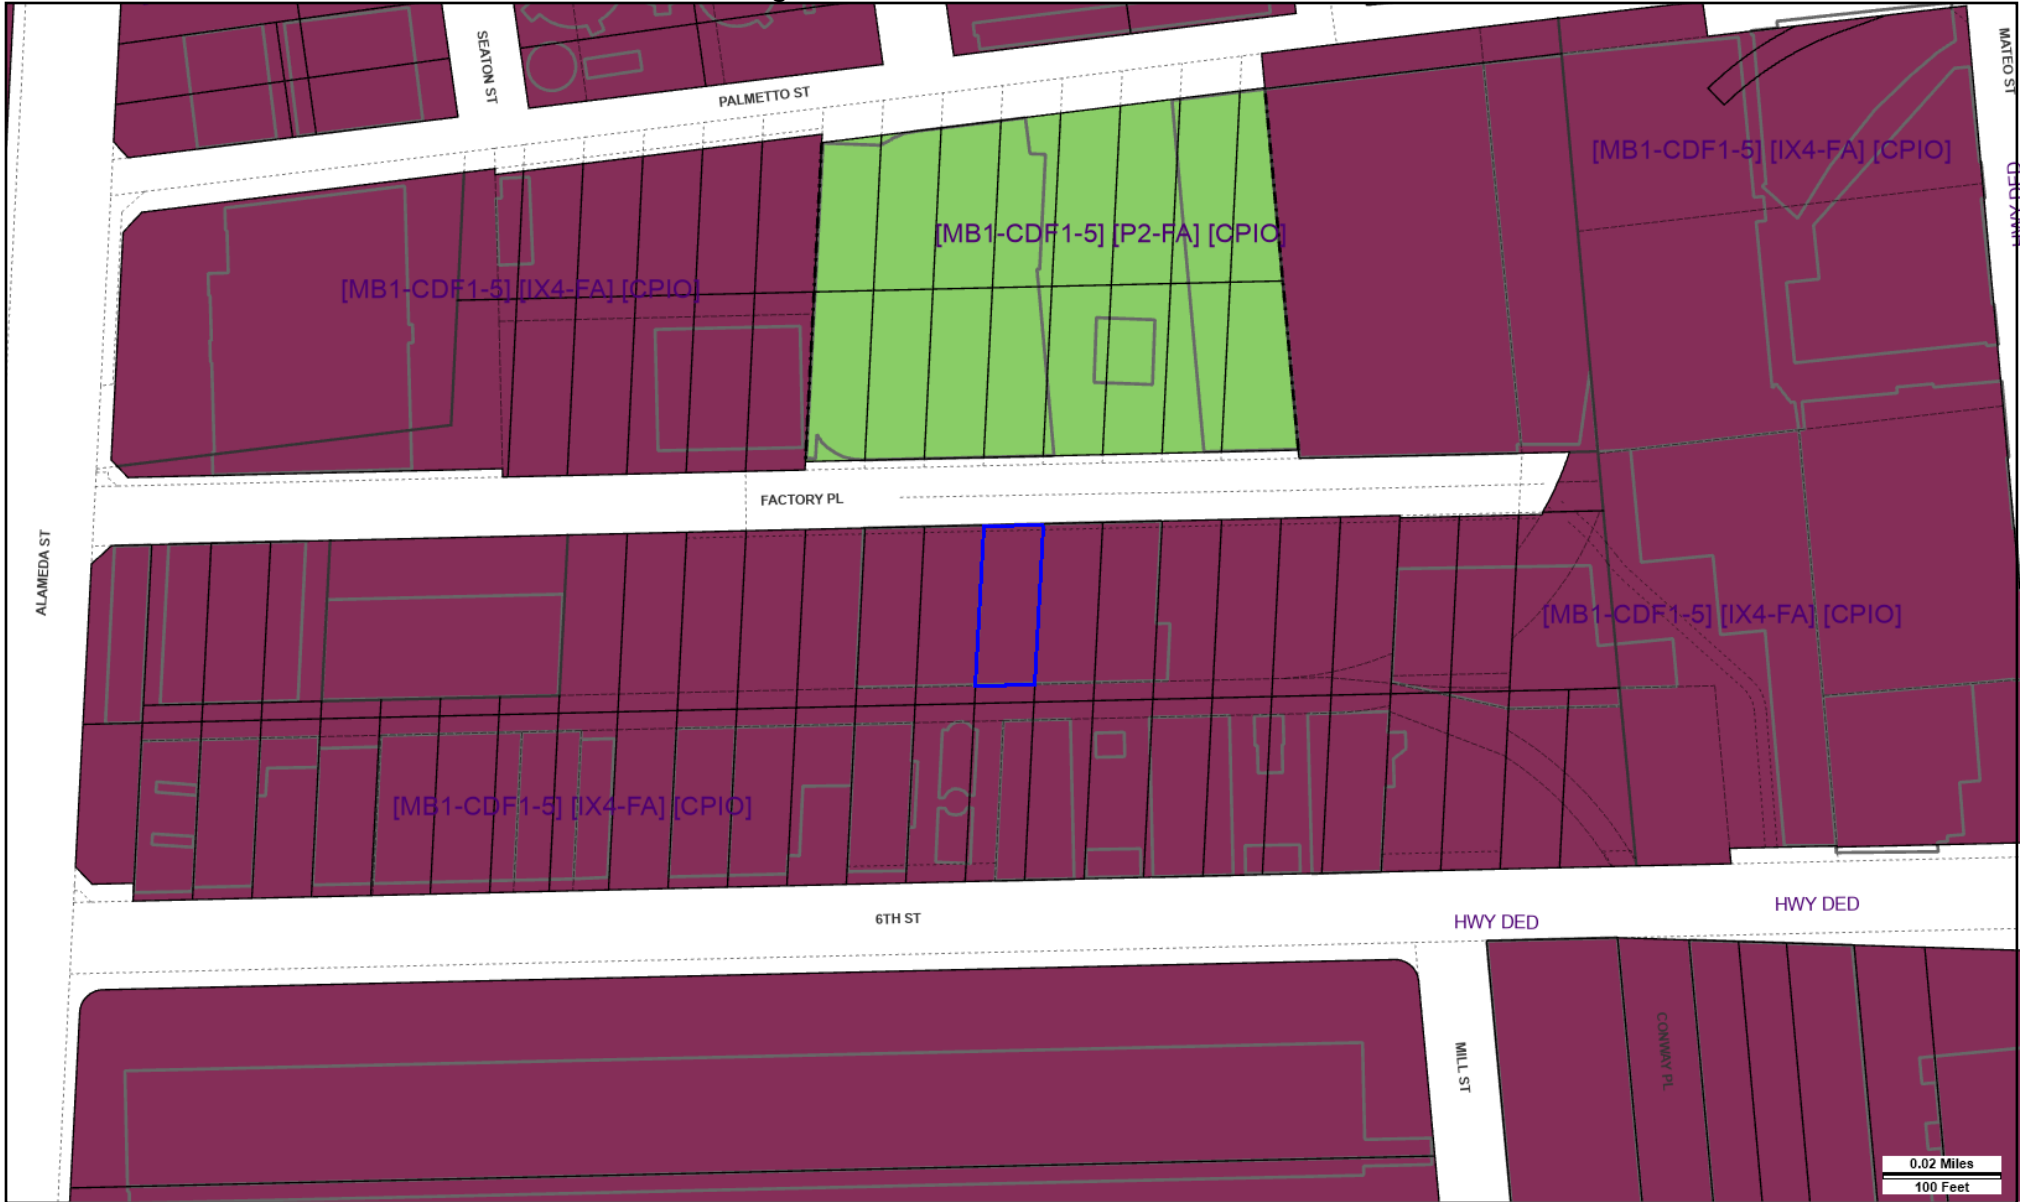 SEATON ST
MATEO ST
PALMETTO ST
[MB1-CDF1-5] [IX4-FA] [CPIO]
HWY DED
[MB1-CDF1-5] [P2-FA] [CPIO]
[MB1-CDF1-5] [IX4-FA] [CPIO]
FACTORY PL
ALAMEDA ST
[MB1-CDF1-5] [IX4-FA] [CPIO]
[MB1-CDF1-5] [IX4-FA] [CPIO]
6TH ST
HWY DED
HWY DED
MILL ST
CONWAY PL
0.02 Miles
100 Feet